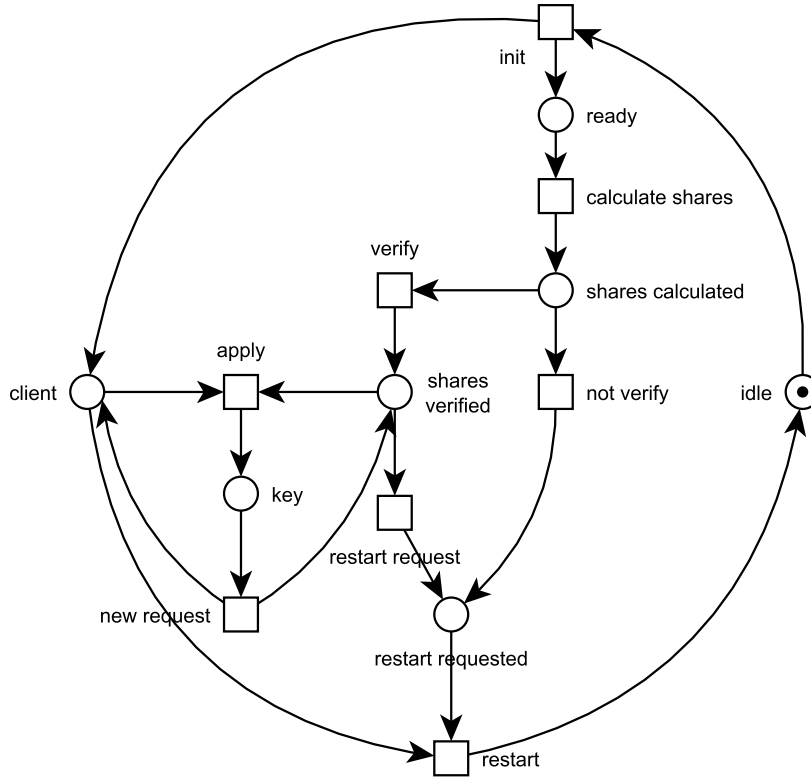 init
ready
calculate shares
verify
shares calculated
apply
client
shares
verified
not verify
idle
key
restart request
new request
restart requested
restart